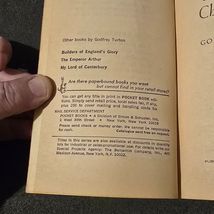 Other books by Godfrey Turton
Builders of England's Glory
The Emperor Arthur
My Lord of Canterbury
Are there paperbound books you want
but cannot find in your retail stores?
You can get any title in print in POCKET BOOK edi-
tions. Simply send retail price, local sales tax, if any,
plus 25¢ to cover mailing and handling costs to:
MAIL SERVICE DEPARTMENT
POCKET BOOKS • A Division of Simon & Schuster, Inc.
1 West 39th Street • New York, N.Y. 10018
Please send check or money order. We cannot be responsible
for cash. Catalogue sent free on request.
Titles in this series are also available at discounts in quantity
lots for industrial or sales-promotional use. For details write our
Special Projects Agency: The Benjamin Company, Inc.,
Madison Avenue, New York, N.Y.
Ch
GO